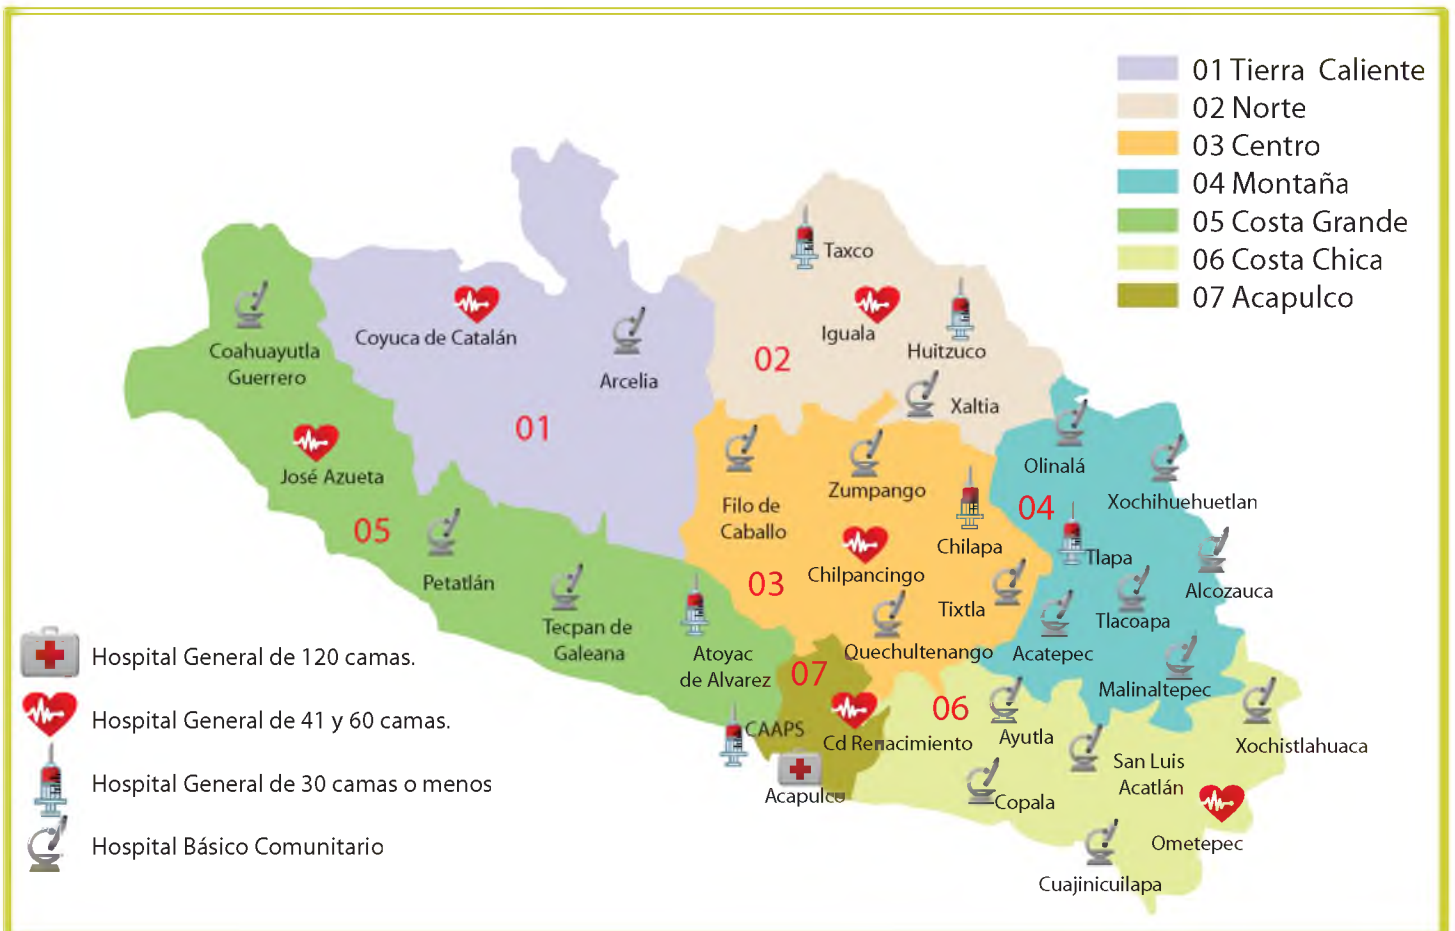 01 Tierra Caliente
02 Norte
03 Centro
04 Montaña
05 Costa Grande
06 Costa Chica
07 Acapulco
Taxco
Iguala
Huitzuco
02
Xaltia
Coyuca de Catalán
Arcelia
01
Coahuayutla
Guerrero
José Azueta
05
Petatlán
Tecpan de
Galeana
Atoyac
de Alvarez
Filo de
Caballo
Zumpango
Chilapa
Chilpancingo
03
Tixtla
Quechultenango
Olinalá
04
Xochihuehuetlan
Tlapa
Alcozauca
Tlacoapa
Acatepec
Malinaltepec
07
CAAPS
Cd Renacimiento
Acapulco
06
Ayutla
Copala
San Luis
Acatlán
Xochistlahuaca
Ometepec
Cuajinicuilapa
Hospital General de 120 camas.
Hospital General de 41 y 60 camas.
Hospital General de 30 camas o menos
Hospital Básico Comunitario